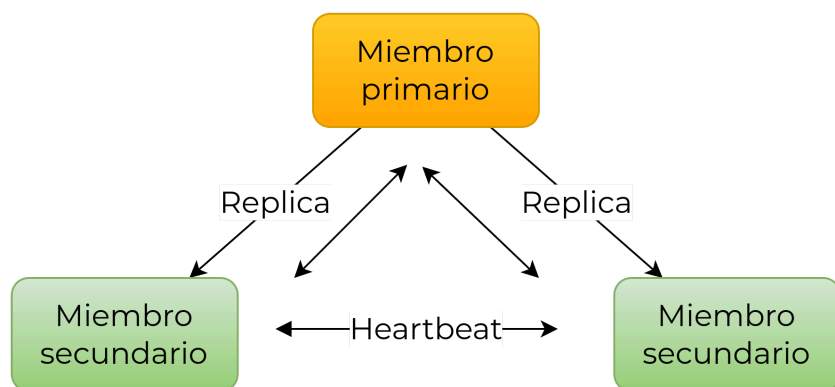 Miembro
primario
Replica
Replica
Miembro
secundario
Heartbeat
Miembro
secundario